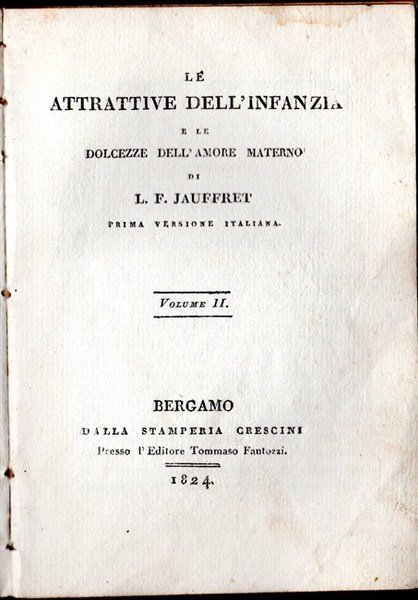 LE
ATTRATTIVE DELL'INFANZIA
E LE
DOLCEZZE DELL'AMORE MATERNO
DI
L. F. JAUFFRET
PRIMA VERSIONE ITALIANA.
VOLUME II.
BERGAMO
DALLA STAMPERIA CRESCINI
Presso l'Editore Tommaso Fantozzi.
1824.